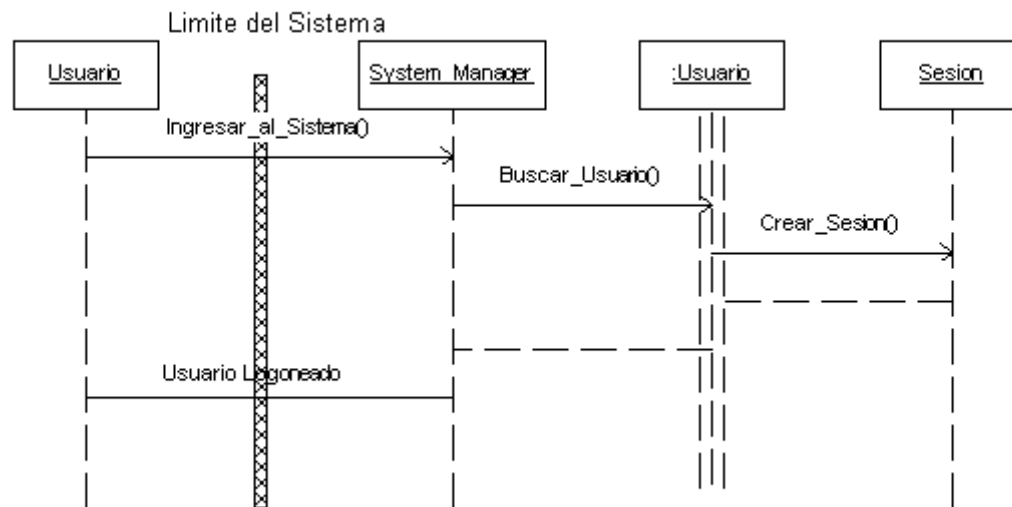 Limite del Sistema
Usuario
System_Manager
:Usuario
Sesion
Ingresar_al_Sistema()
Buscar_Usuario()
Crear_Sesion()
Usuario Logoneado